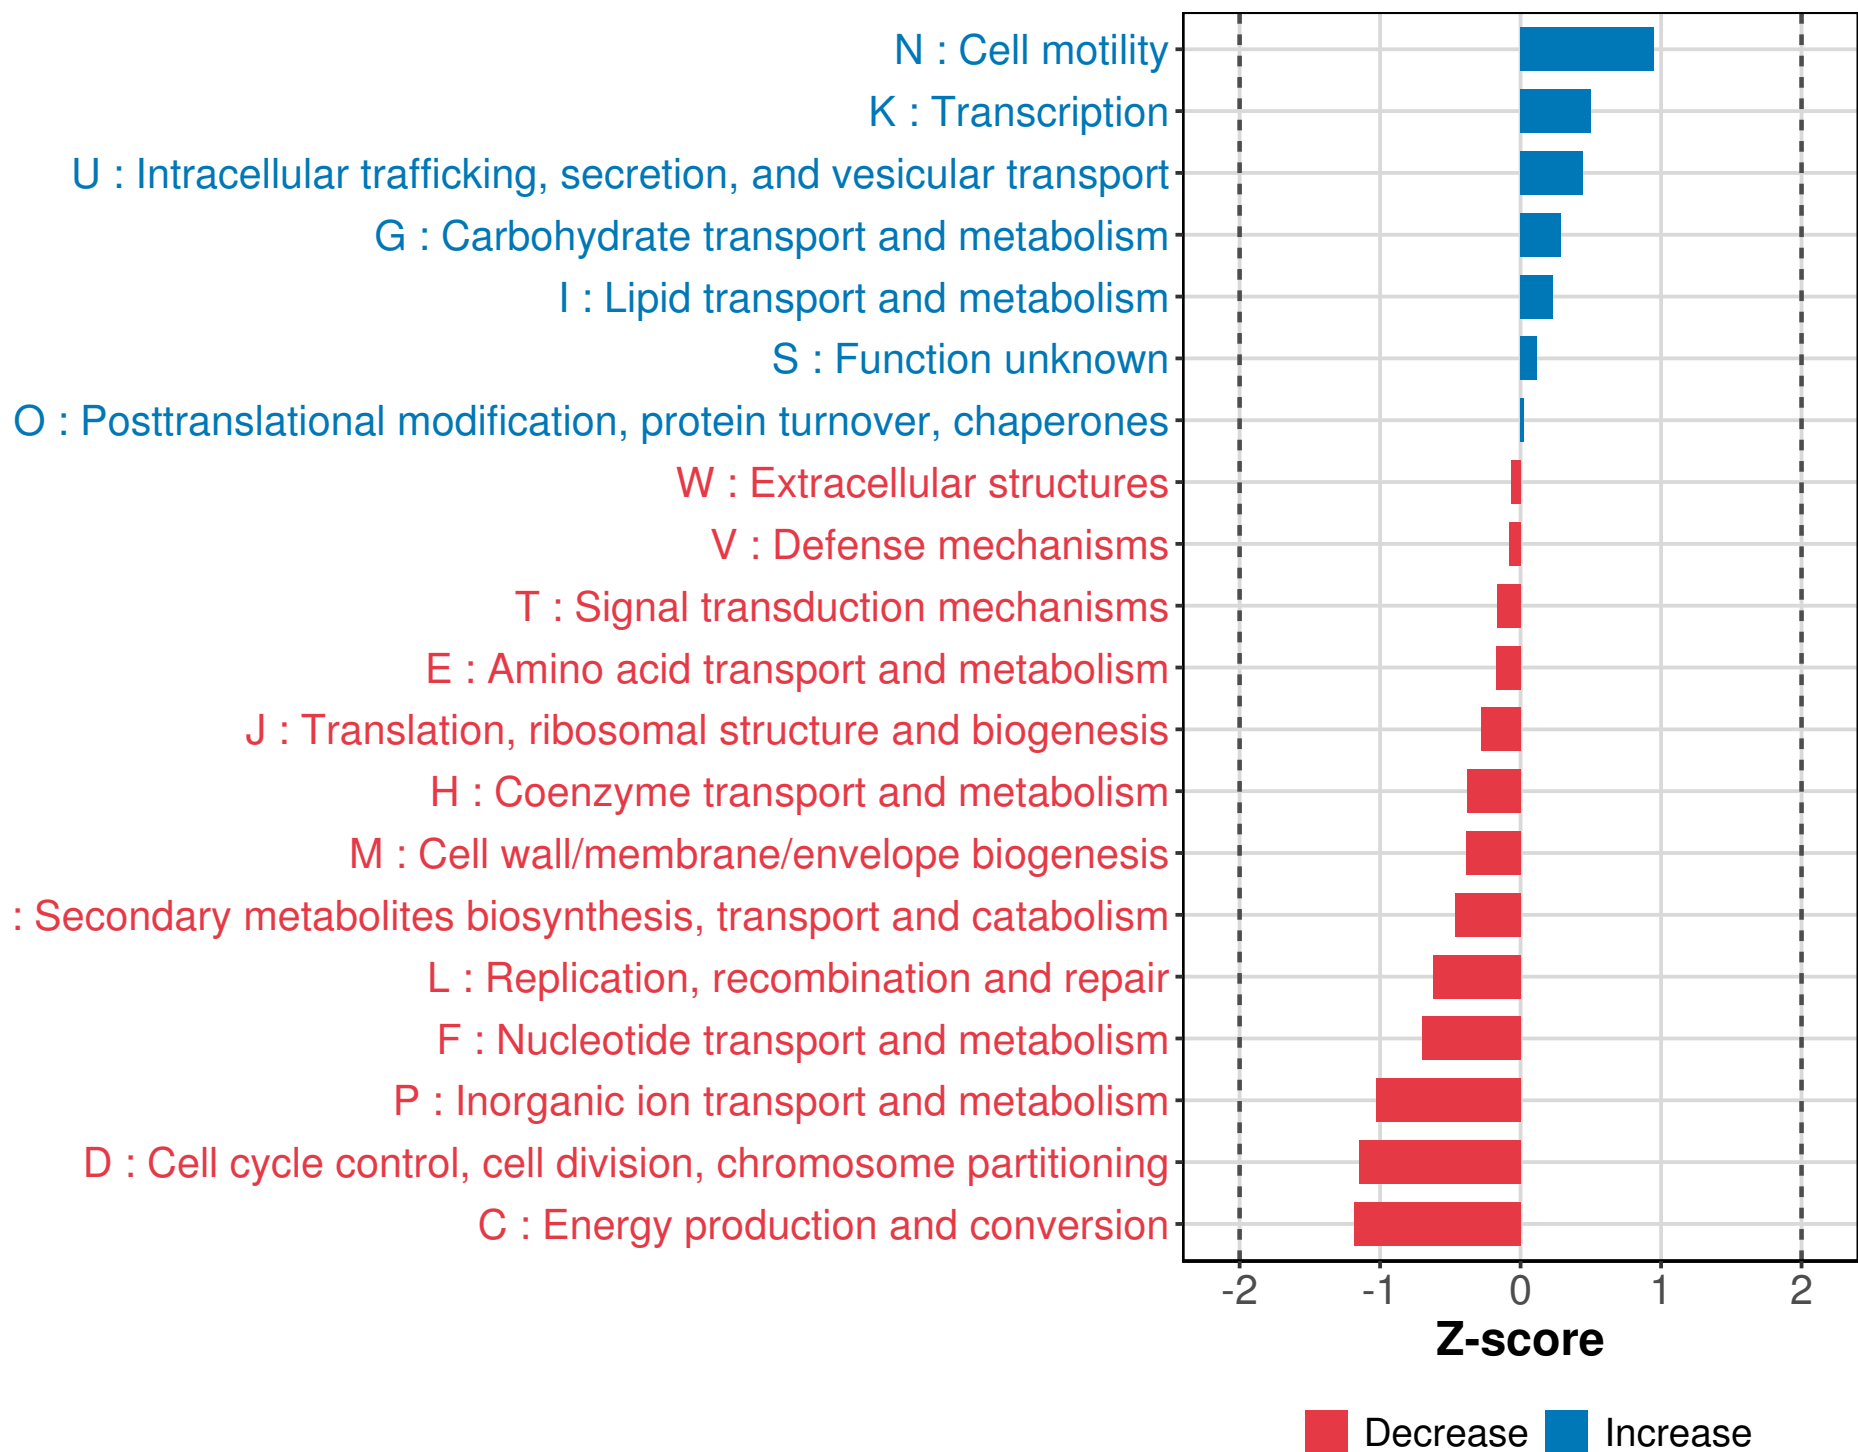 N : Cell motility
K : Transcription
U : Intracellular trafficking, secretion, and vesicular transport
G : Carbohydrate transport and metabolism
I : Lipid transport and metabolism
S : Function unknown
O : Posttranslational modification, protein turnover, chaperones
W : Extracellular structures
V : Defense mechanisms
T : Signal transduction mechanisms
E : Amino acid transport and metabolism
J : Translation, ribosomal structure and biogenesis
H : Coenzyme transport and metabolism
M : Cell wall/membrane/envelope biogenesis
: Secondary metabolites biosynthesis, transport and catabolism
L : Replication, recombination and repair
F : Nucleotide transport and metabolism
P : Inorganic ion transport and metabolism
D : Cell cycle control, cell division, chromosome partitioning
C : Energy production and conversion
-2 -1 0 1 2
Z-score
Decrease Increase